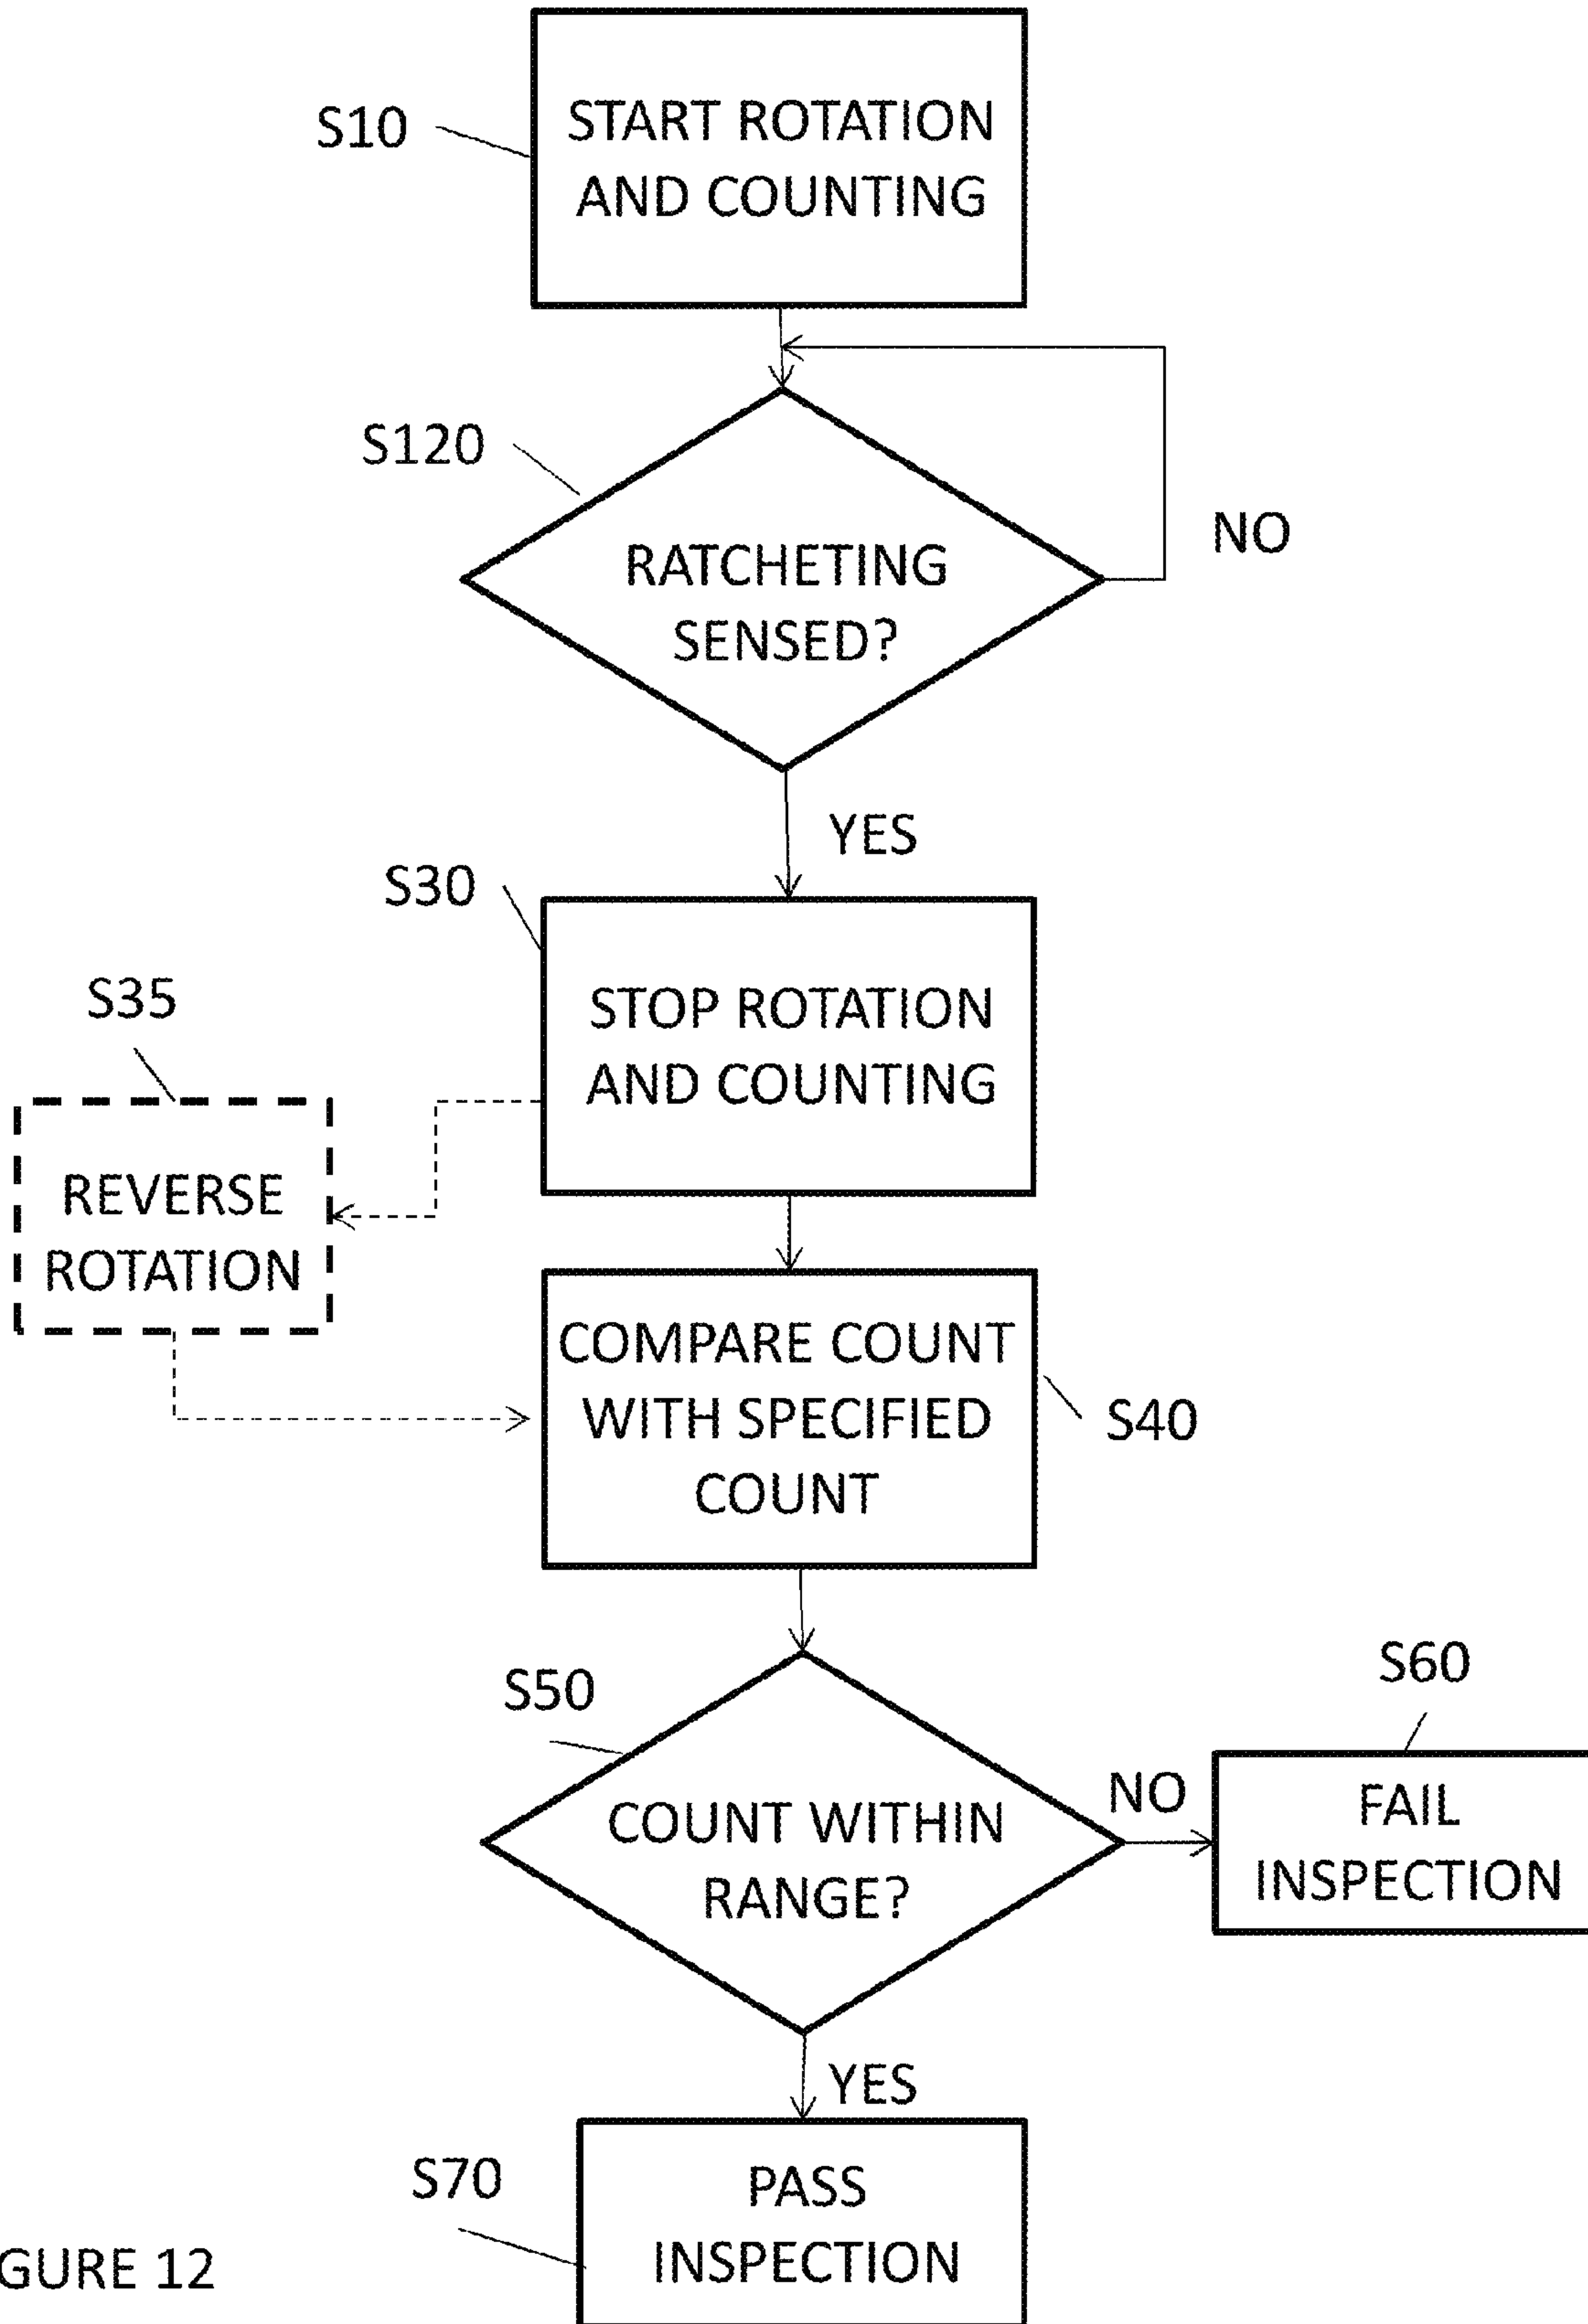 S10
START ROTATION
AND COUNTING
S120
RATCHETING
SENSED?
NO
YES
S30
STOP ROTATION
AND COUNTING
S35
REVERSE
ROTATION
COMPARE COUNT
WITH SPECIFIED
COUNT
S40
S50
COUNT WITHIN
RANGE?
NO
S60
FAIL
INSPECTION
YES
S70
PASS
INSPECTION
GURE 12